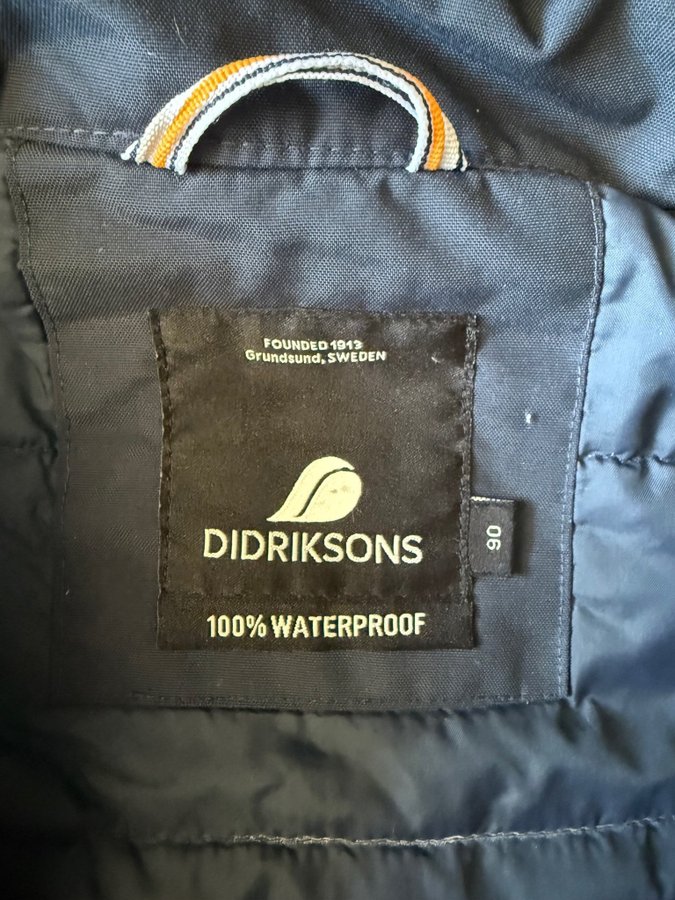 FOUNDED 1913
Grundsund, SWEDEN
DIDRIKSONS
90
100% WATERPROOF